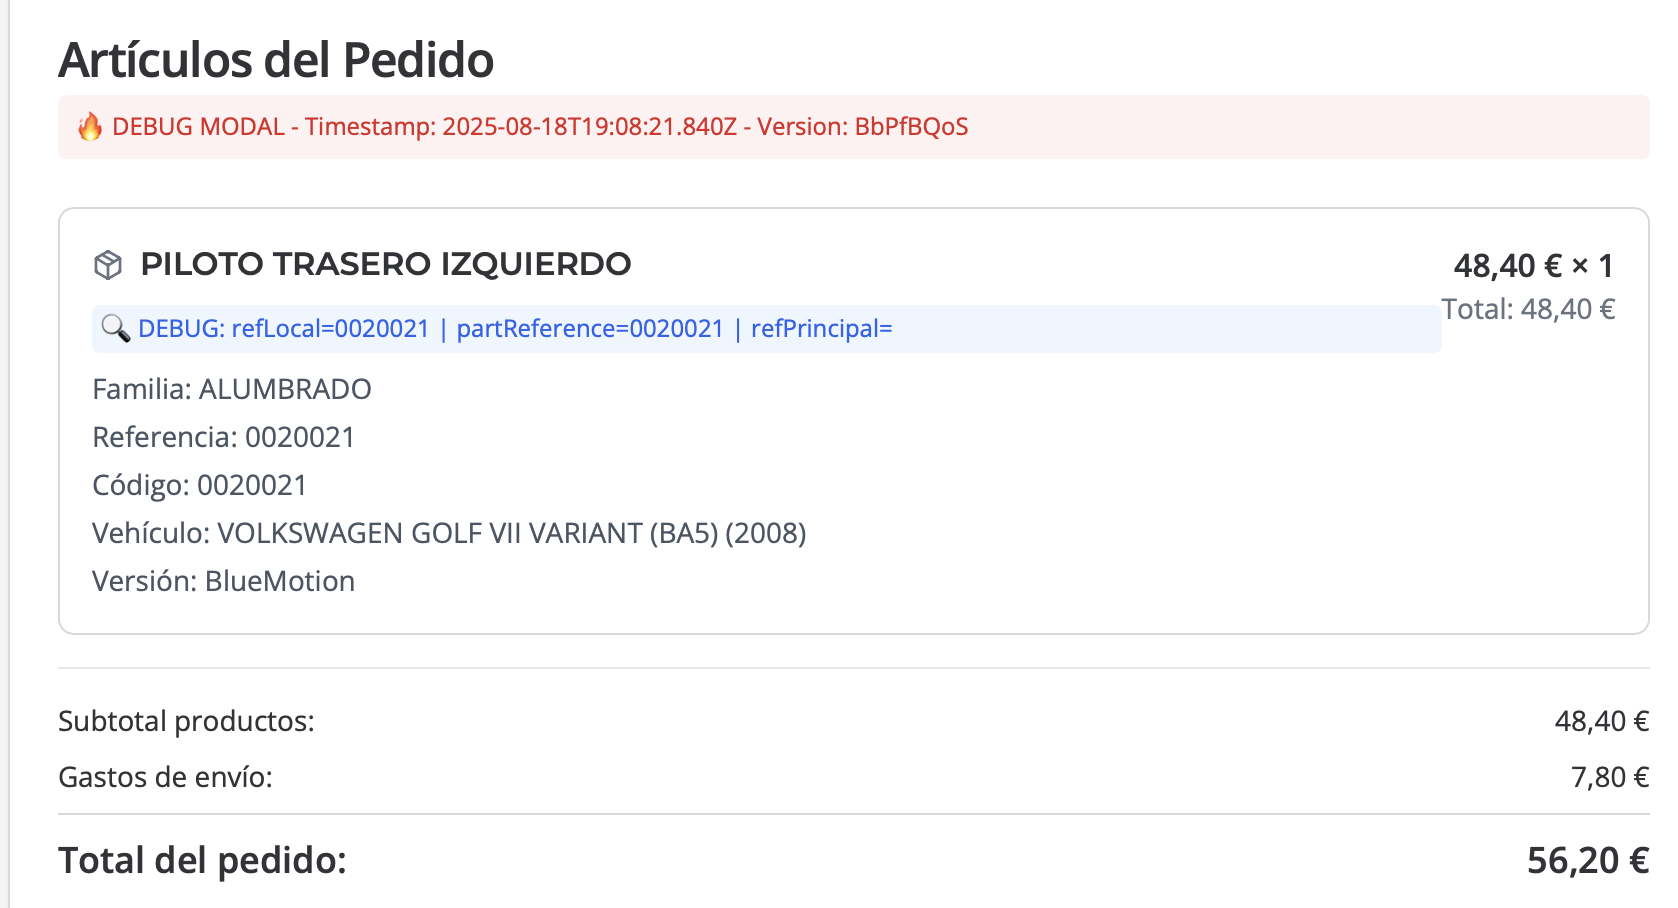 Artículos del Pedido
🔥 DEBUG MODAL - Timestamp: 2025-08-18T19:08:21.840Z - Version: BbPfBQoS
PILOTO TRASERO IZQUIERDO
48,40 € × 1
Total: 48,40 €
🔍 DEBUG: refLocal=0020021 | partReference=0020021 | refPrincipal=
Familia: ALUMBRADO
Referencia: 0020021
Código: 0020021
Vehículo: VOLKSWAGEN GOLF VII VARIANT (BA5) (2008)
Versión: BlueMotion
Subtotal productos: 48,40 €
Gastos de envío: 7,80 €
Total del pedido: 56,20 €